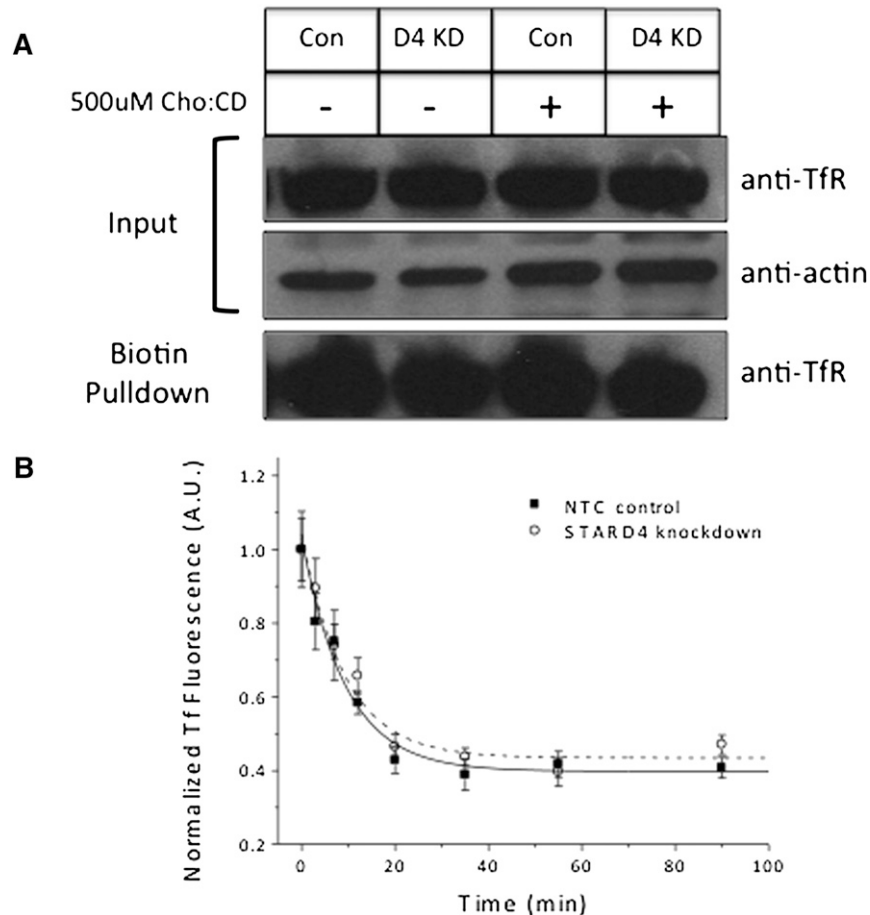 A
Con D4 KD Con D4 KD
500uM Cho:CD - - + +
Input
anti-TfR
anti-actin
Biotin
Pulldown
anti-TfR
B
Normalized Tf Fluorescence (A.U.)
1.2
1.0
0.8
0.6
0.4
0.2
NTC control
STARD4 knockdown
0 20 40 60 80 100
Time (min)